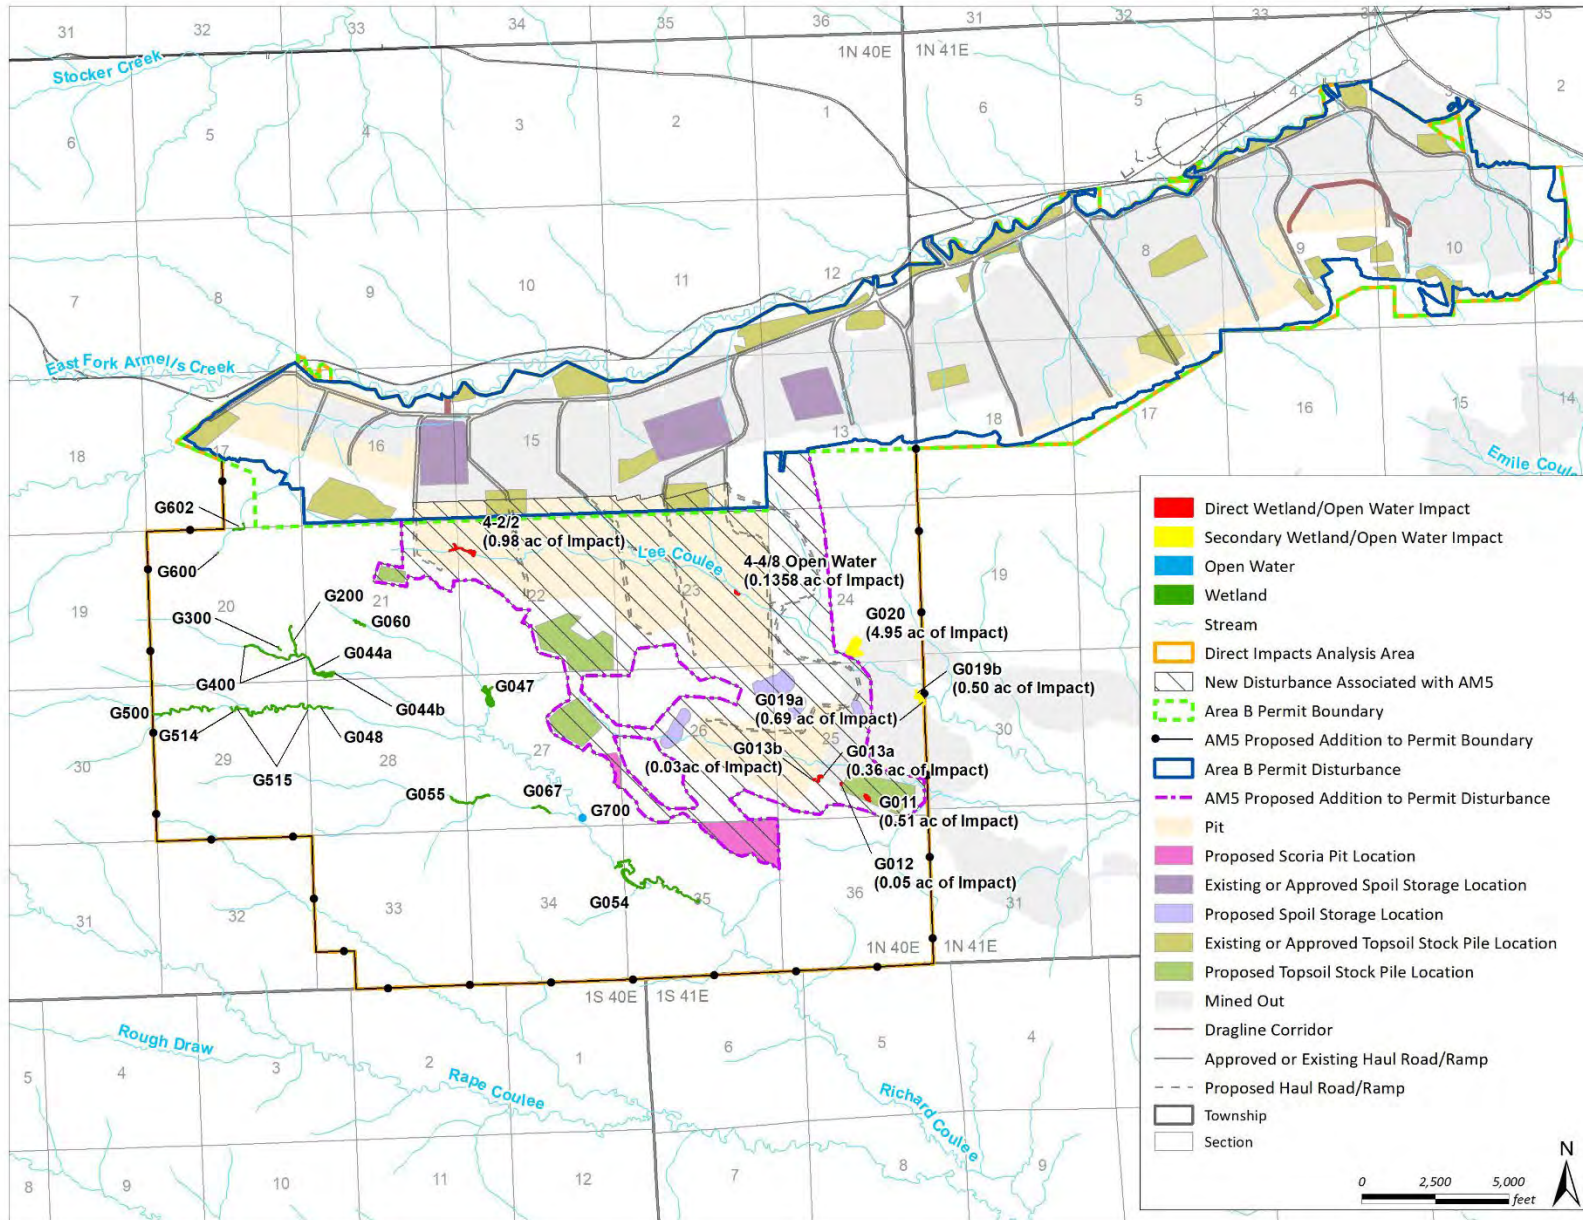 31 32 33 34 35 36 31 32 33 34 35
1N 40E 1N 41E
Stocker Creek
6 5 4 3 2 1 6 5 4 3 2
7 8 9 10 11 12 7 8 9 10
East Fork Armells Creek
18 17 16 15 13 18 17 16 15 14
Emile Coulee
G602
4-2/2
(0.98 ac of Impact)
Lee Coulee
4-4/8 Open Water
(0.1358 ac of Impact)
G600
19 20 21 22 23 24 19
G200
G300
G060
G020
(4.95 ac of Impact)
G044a
G400
G047
G019b
(0.50 ac of Impact)
G019a
(0.69 ac of Impact)
G500
G044b
G514
G048
30 29 28 27 26 25 30
G515
G013b
(0.03ac of Impact)
G013a
(0.36 ac of Impact)
G055
G067
G700
G011
(0.51 ac of Impact)
G012
(0.05 ac of Impact)
G054
31 32 33 34 35 36 31
1N 40E 1N 41E
1S 40E 1S 41E
Rough Draw
Rape Coulee
Richard Coulee
5 4 3 2 1 6 5 4
8 9 10 11 12 7 8 9
Direct Wetland/Open Water Impact
Secondary Wetland/Open Water Impact
Open Water
Wetland
Stream
Direct Impacts Analysis Area
New Disturbance Associated with AM5
Area B Permit Boundary
AM5 Proposed Addition to Permit Boundary
Area B Permit Disturbance
AM5 Proposed Addition to Permit Disturbance
Pit
Proposed Scoria Pit Location
Existing or Approved Spoil Storage Location
Proposed Spoil Storage Location
Existing or Approved Topsoil Stock Pile Location
Proposed Topsoil Stock Pile Location
Mined Out
Dragline Corridor
Approved or Existing Haul Road/Ramp
Proposed Haul Road/Ramp
Township
Section
N
0 2,500 5,000
feet